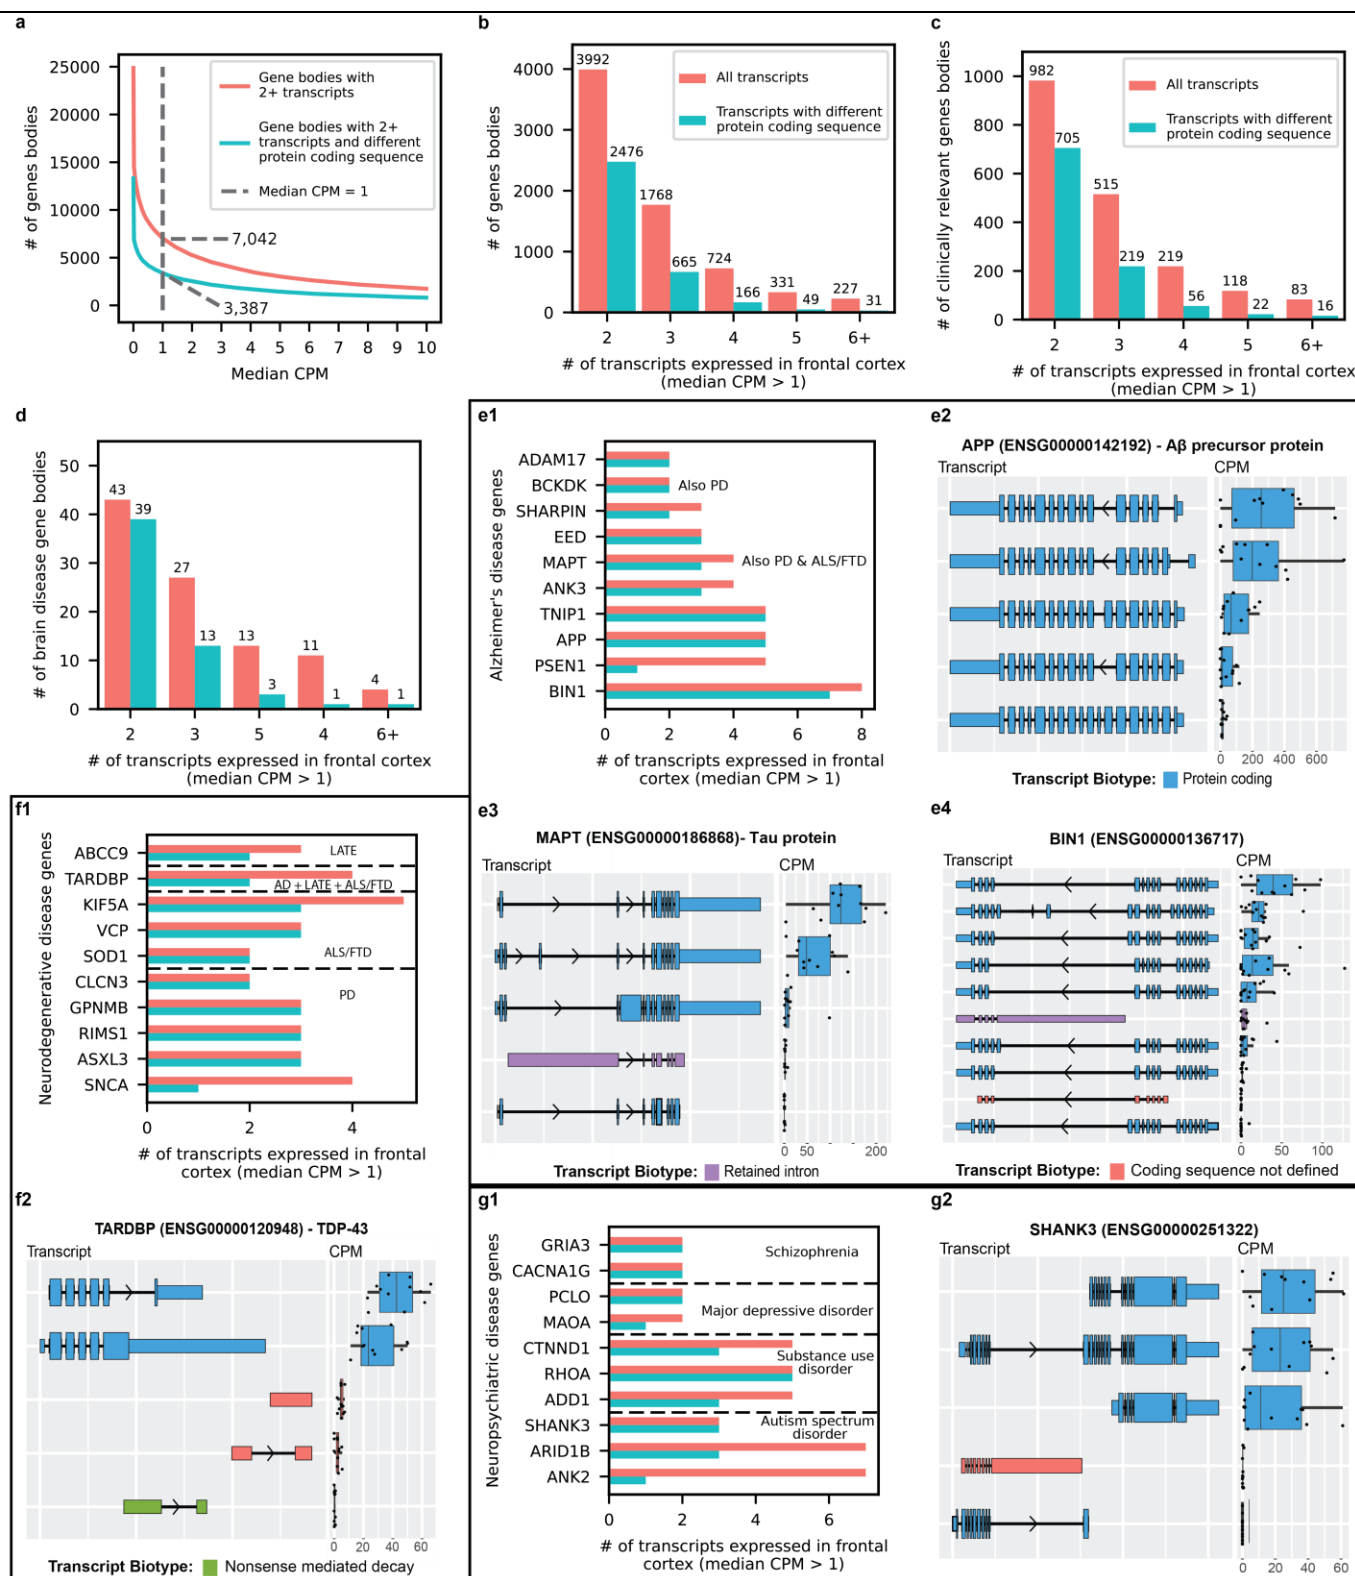 a
# of genes bodies
25000
20000
15000
10000
5000
0
Gene bodies with
2+ transcripts
Gene bodies with 2+
transcripts and different
protein coding sequence
Median CPM = 1
7,042
3,387
0 1 2 3 4 5 6 7 8 9 10
Median CPM
b
# of genes bodies
4000
3000
2000
1000
0
All transcripts
Transcripts with different
protein coding sequence
3992
2476
1768
665
724
166
331
49
227
31
2 3 4 5 6+
# of transcripts expressed in frontal cortex
(median CPM > 1)
c
# of clinically relevant genes bodies
1000
800
600
400
200
0
All transcripts
Transcripts with different
protein coding sequence
982
705
515
219
219
56
118
22
83
16
2 3 4 5 6+
# of transcripts expressed in frontal cortex
(median CPM > 1)
d
# of brain disease gene bodies
50
40
30
20
10
0
43
39
27
13
13
3
11
1
4
1
2 3 5 4 6+
# of transcripts expressed in frontal cortex
(median CPM > 1)
e1
Alzheimer's disease genes
ADAM17
BCKDK
Also PD
SHARPIN
EED
MAPT
Also PD & ALS/FTD
ANK3
TNIP1
APP
PSEN1
BIN1
0 2 4 6 8
# of transcripts expressed in frontal
cortex (median CPM > 1)
e2
APP (ENSG00000142192) - Aβ precursor protein
Transcript
CPM
0 200 400 600
Transcript Biotype: Protein coding
f1
Neurodegenerative disease genes
ABCC9
LATE
TARDBP
AD + LATE + ALS/FTD
KIF5A
VCP
SOD1
ALS/FTD
CLCN3
PD
GPNMB
RIMS1
ASXL3
SNCA
0 2 4
# of transcripts expressed in frontal
cortex (median CPM > 1)
e3
MAPT (ENSG00000186868)- Tau protein
Transcript
CPM
0 50 100 200
Transcript Biotype: Retained intron
e4
BIN1 (ENSG00000136717)
Transcript
CPM
0 50 100
Transcript Biotype: Coding sequence not defined
f2
TARDBP (ENSG00000120948) - TDP-43
Transcript
CPM
0 20 40 60
Transcript Biotype: Nonsense mediated decay
g1
Neuropsychiatric disease genes
GRIA3
Schizophrenia
CACNA1G
PCLO
Major depressive disorder
MAOA
CTNND1
Substance use
disorder
RHOA
ADD1
SHANK3
Autism spectrum
disorder
ARID1B
ANK2
0 2 4 6
# of transcripts expressed in frontal
cortex (median CPM > 1)
g2
SHANK3 (ENSG00000251322)
Transcript
CPM
0 20 40 60